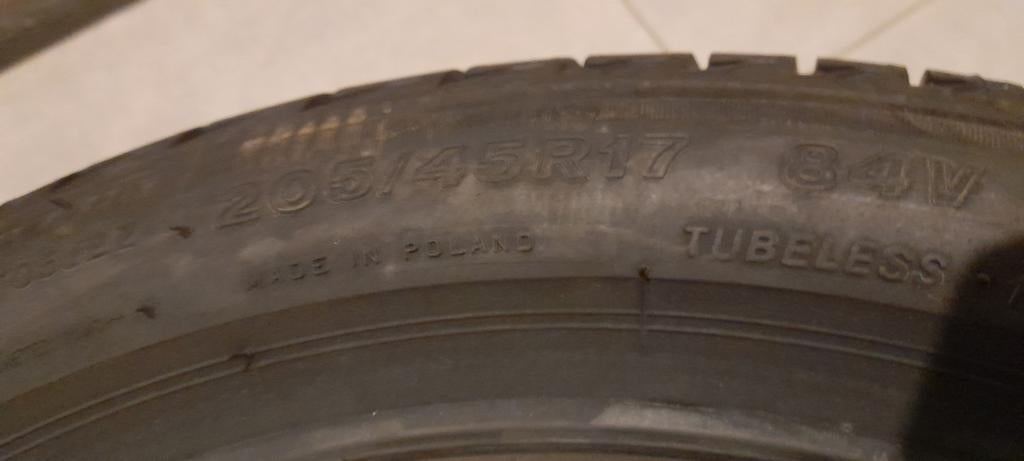 205/45R17 84V
MADE IN POLAND TUBELESS